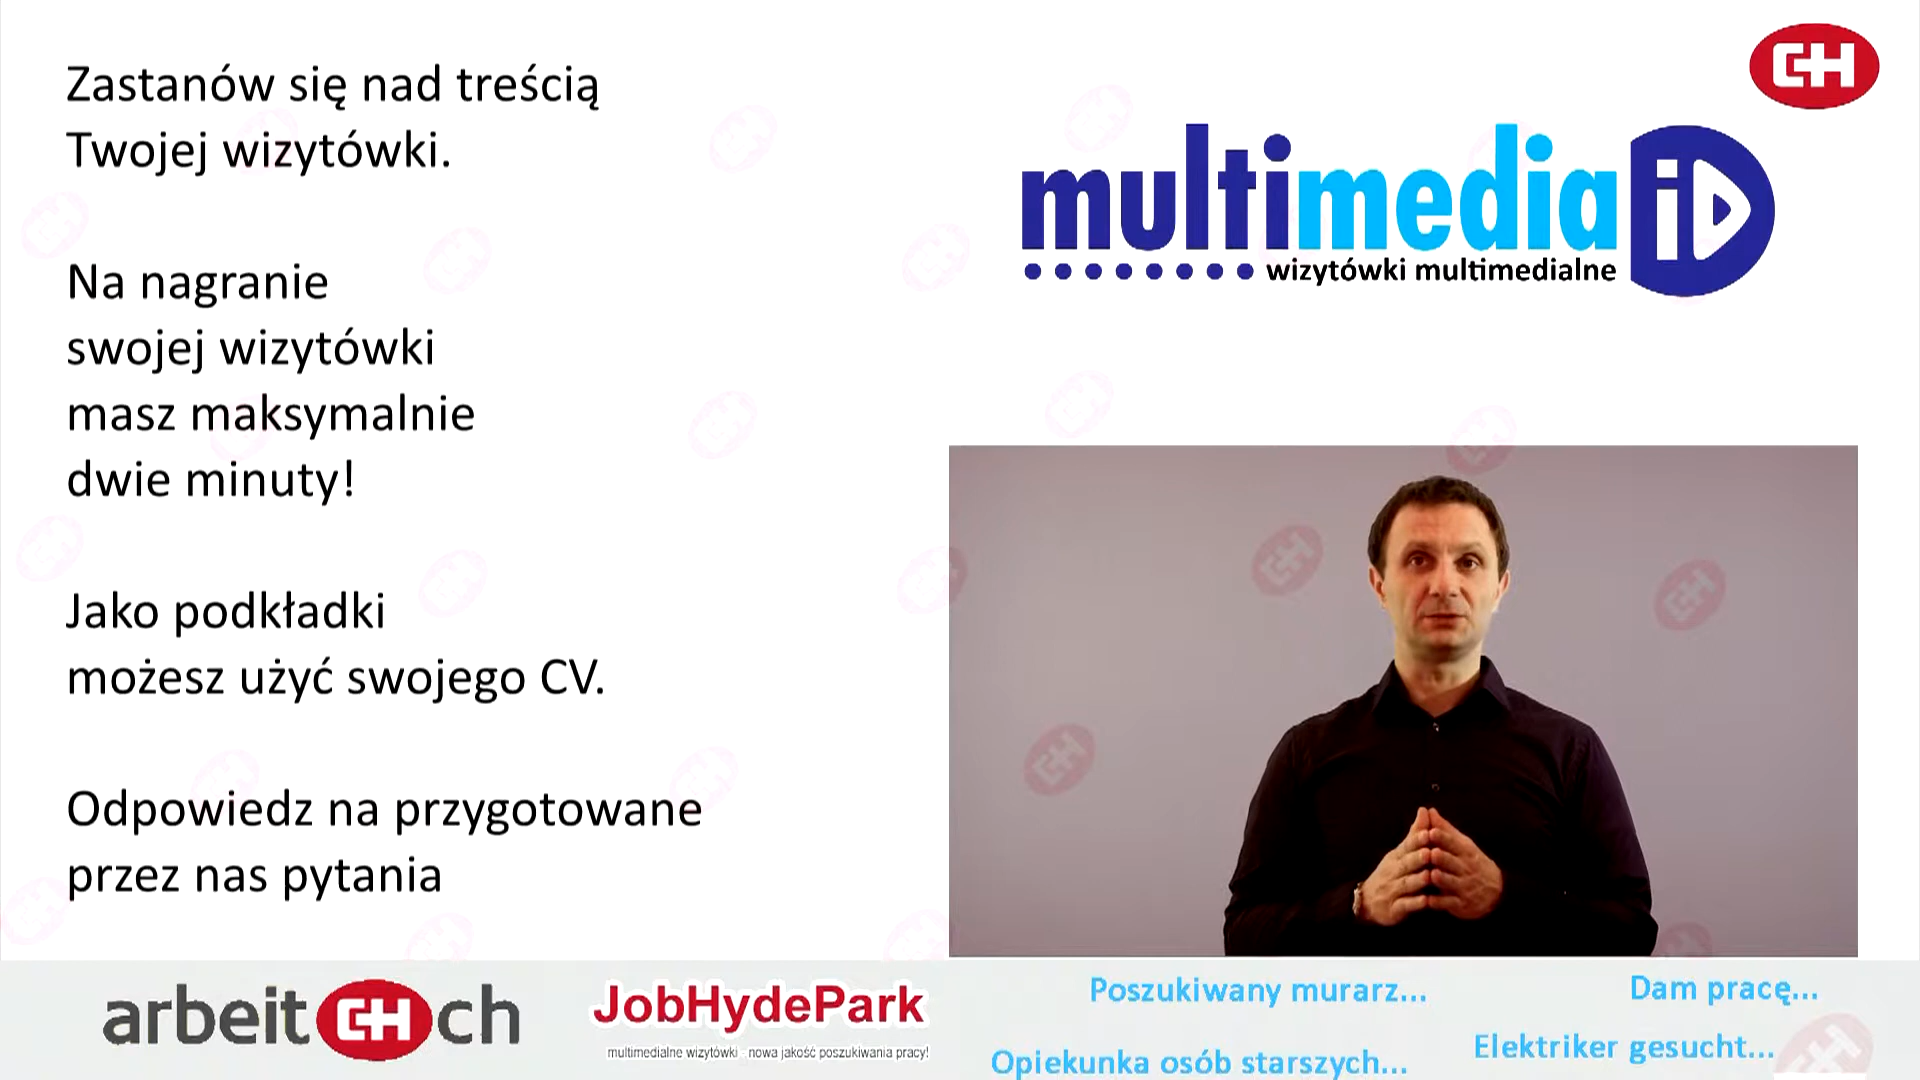 Zastanów się nad treścią
Twojej wizytówki.
Na nagranie
swojej wizytówki
masz maksymalnie
dwie minuty!
Jako podkładki
możesz użyć swojego CV.
Odpowiedz na przygotowane
przez nas pytania
CH
multimedia iD
wizytówki multimedialne
arbeit CH ch
JobHydePark
multimedialne wizytówki - nowa jakość poszukiwania pracy!
Poszukiwany murarz...
Dam pracę...
Opiekunka osób starszych...
Elektriker gesucht...